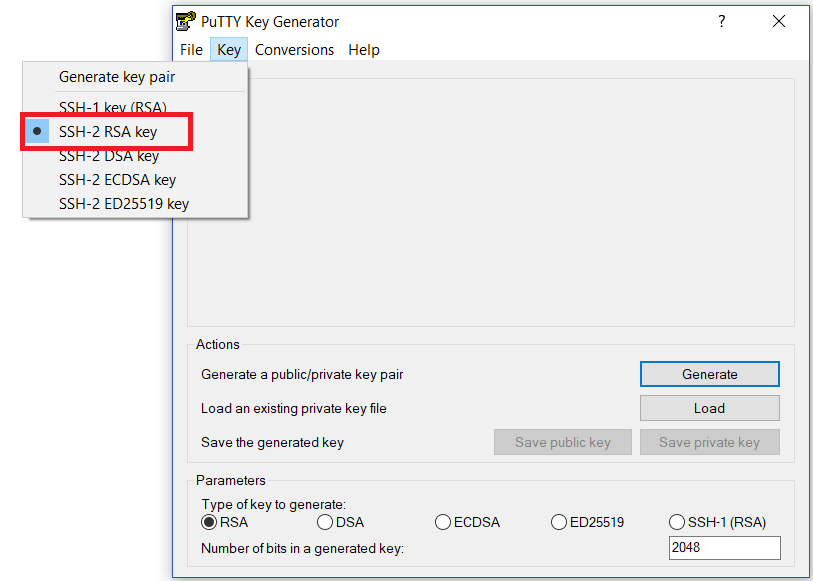 PuTTY Key Generator ?
File Key Conversions Help
Generate key pair
SSH-1 key (RSA)
SSH-2 RSA key
SSH-2 DSA key
SSH-2 ECDSA key
SSH-2 ED25519 key
Actions
Generate a public/private key pair Generate
Load an existing private key file Load
Save the generated key Save public key Save private key
Parameters
Type of key to generate:
RSA DSA ECDSA ED25519 SSH-1 (RSA)
Number of bits in a generated key: 2048